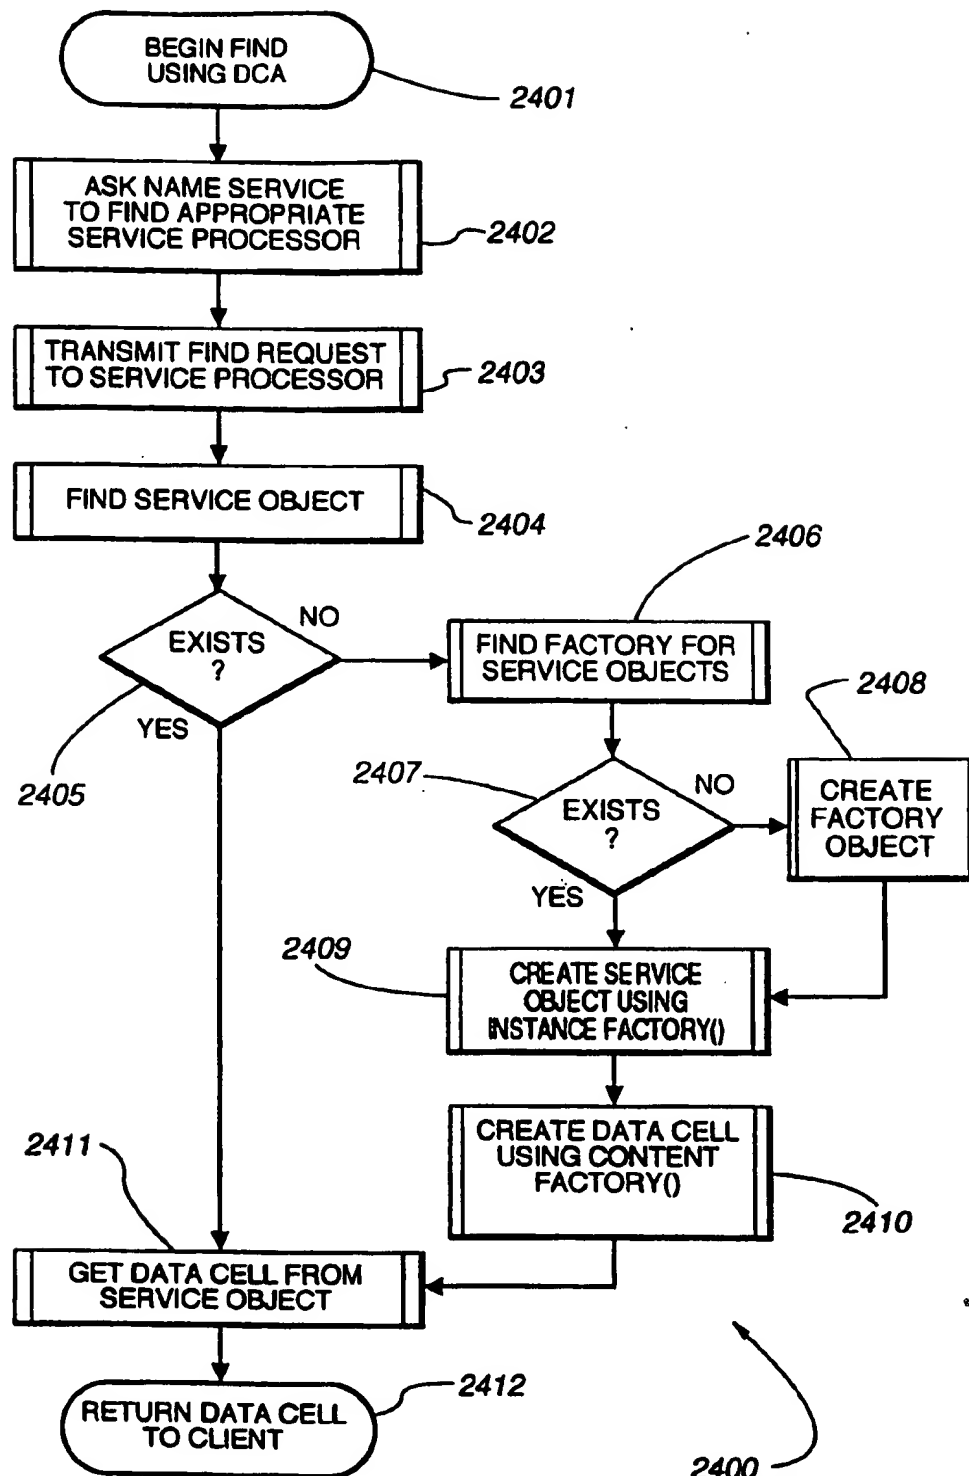 BEGIN FIND
USING DCA
2401
ASK NAME SERVICE
TO FIND APPROPRIATE
SERVICE PROCESSOR
2402
TRANSMIT FIND REQUEST
TO SERVICE PROCESSOR
2403
FIND SERVICE OBJECT
2404
2406
EXISTS
?
NO
YES
2405
FIND FACTORY FOR
SERVICE OBJECTS
2408
2407
EXISTS
?
NO
YES
CREATE
FACTORY
OBJECT
2409
CREATE SERVICE
OBJECT USING
INSTANCE FACTORY()
CREATE DATA CELL
USING CONTENT
FACTORY()
2410
2411
GET DATA CELL FROM
SERVICE OBJECT
2412
RETURN DATA CELL
TO CLIENT
2400